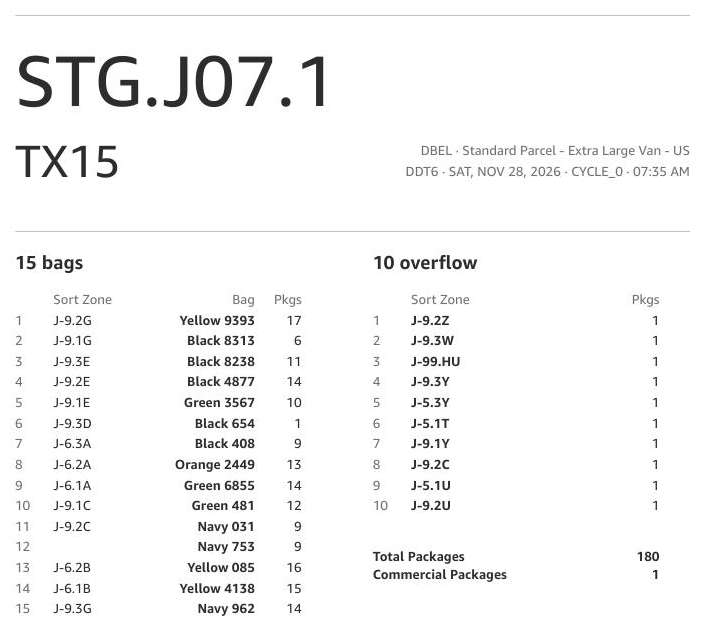 STG.J07.1
TX15
DBEL · Standard Parcel - Extra Large Van - US
DDT6 · SAT, NOV 28, 2026 · CYCLE_0 · 07:35 AM
15 bags
Sort Zone Bag Pkgs
1 J-9.2G Yellow 9393 17
2 J-9.1G Black 8313 6
3 J-9.3E Black 8238 11
4 J-9.2E Black 4877 14
5 J-9.1E Green 3567 10
6 J-9.3D Black 654 1
7 J-6.3A Black 408 9
8 J-6.2A Orange 2449 13
9 J-6.1A Green 6855 14
10 J-9.1C Green 481 12
11 J-9.2C Navy 031 9
12 Navy 753 9
13 J-6.2B Yellow 085 16
14 J-6.1B Yellow 4138 15
15 J-9.3G Navy 962 14
10 overflow
Sort Zone Pkgs
1 J-9.2Z 1
2 J-9.3W 1
3 J-99.HU 1
4 J-9.3Y 1
5 J-5.3Y 1
6 J-5.1T 1
7 J-9.1Y 1
8 J-9.2C 1
9 J-5.1U 1
10 J-9.2U 1
Total Packages 180
Commercial Packages 1